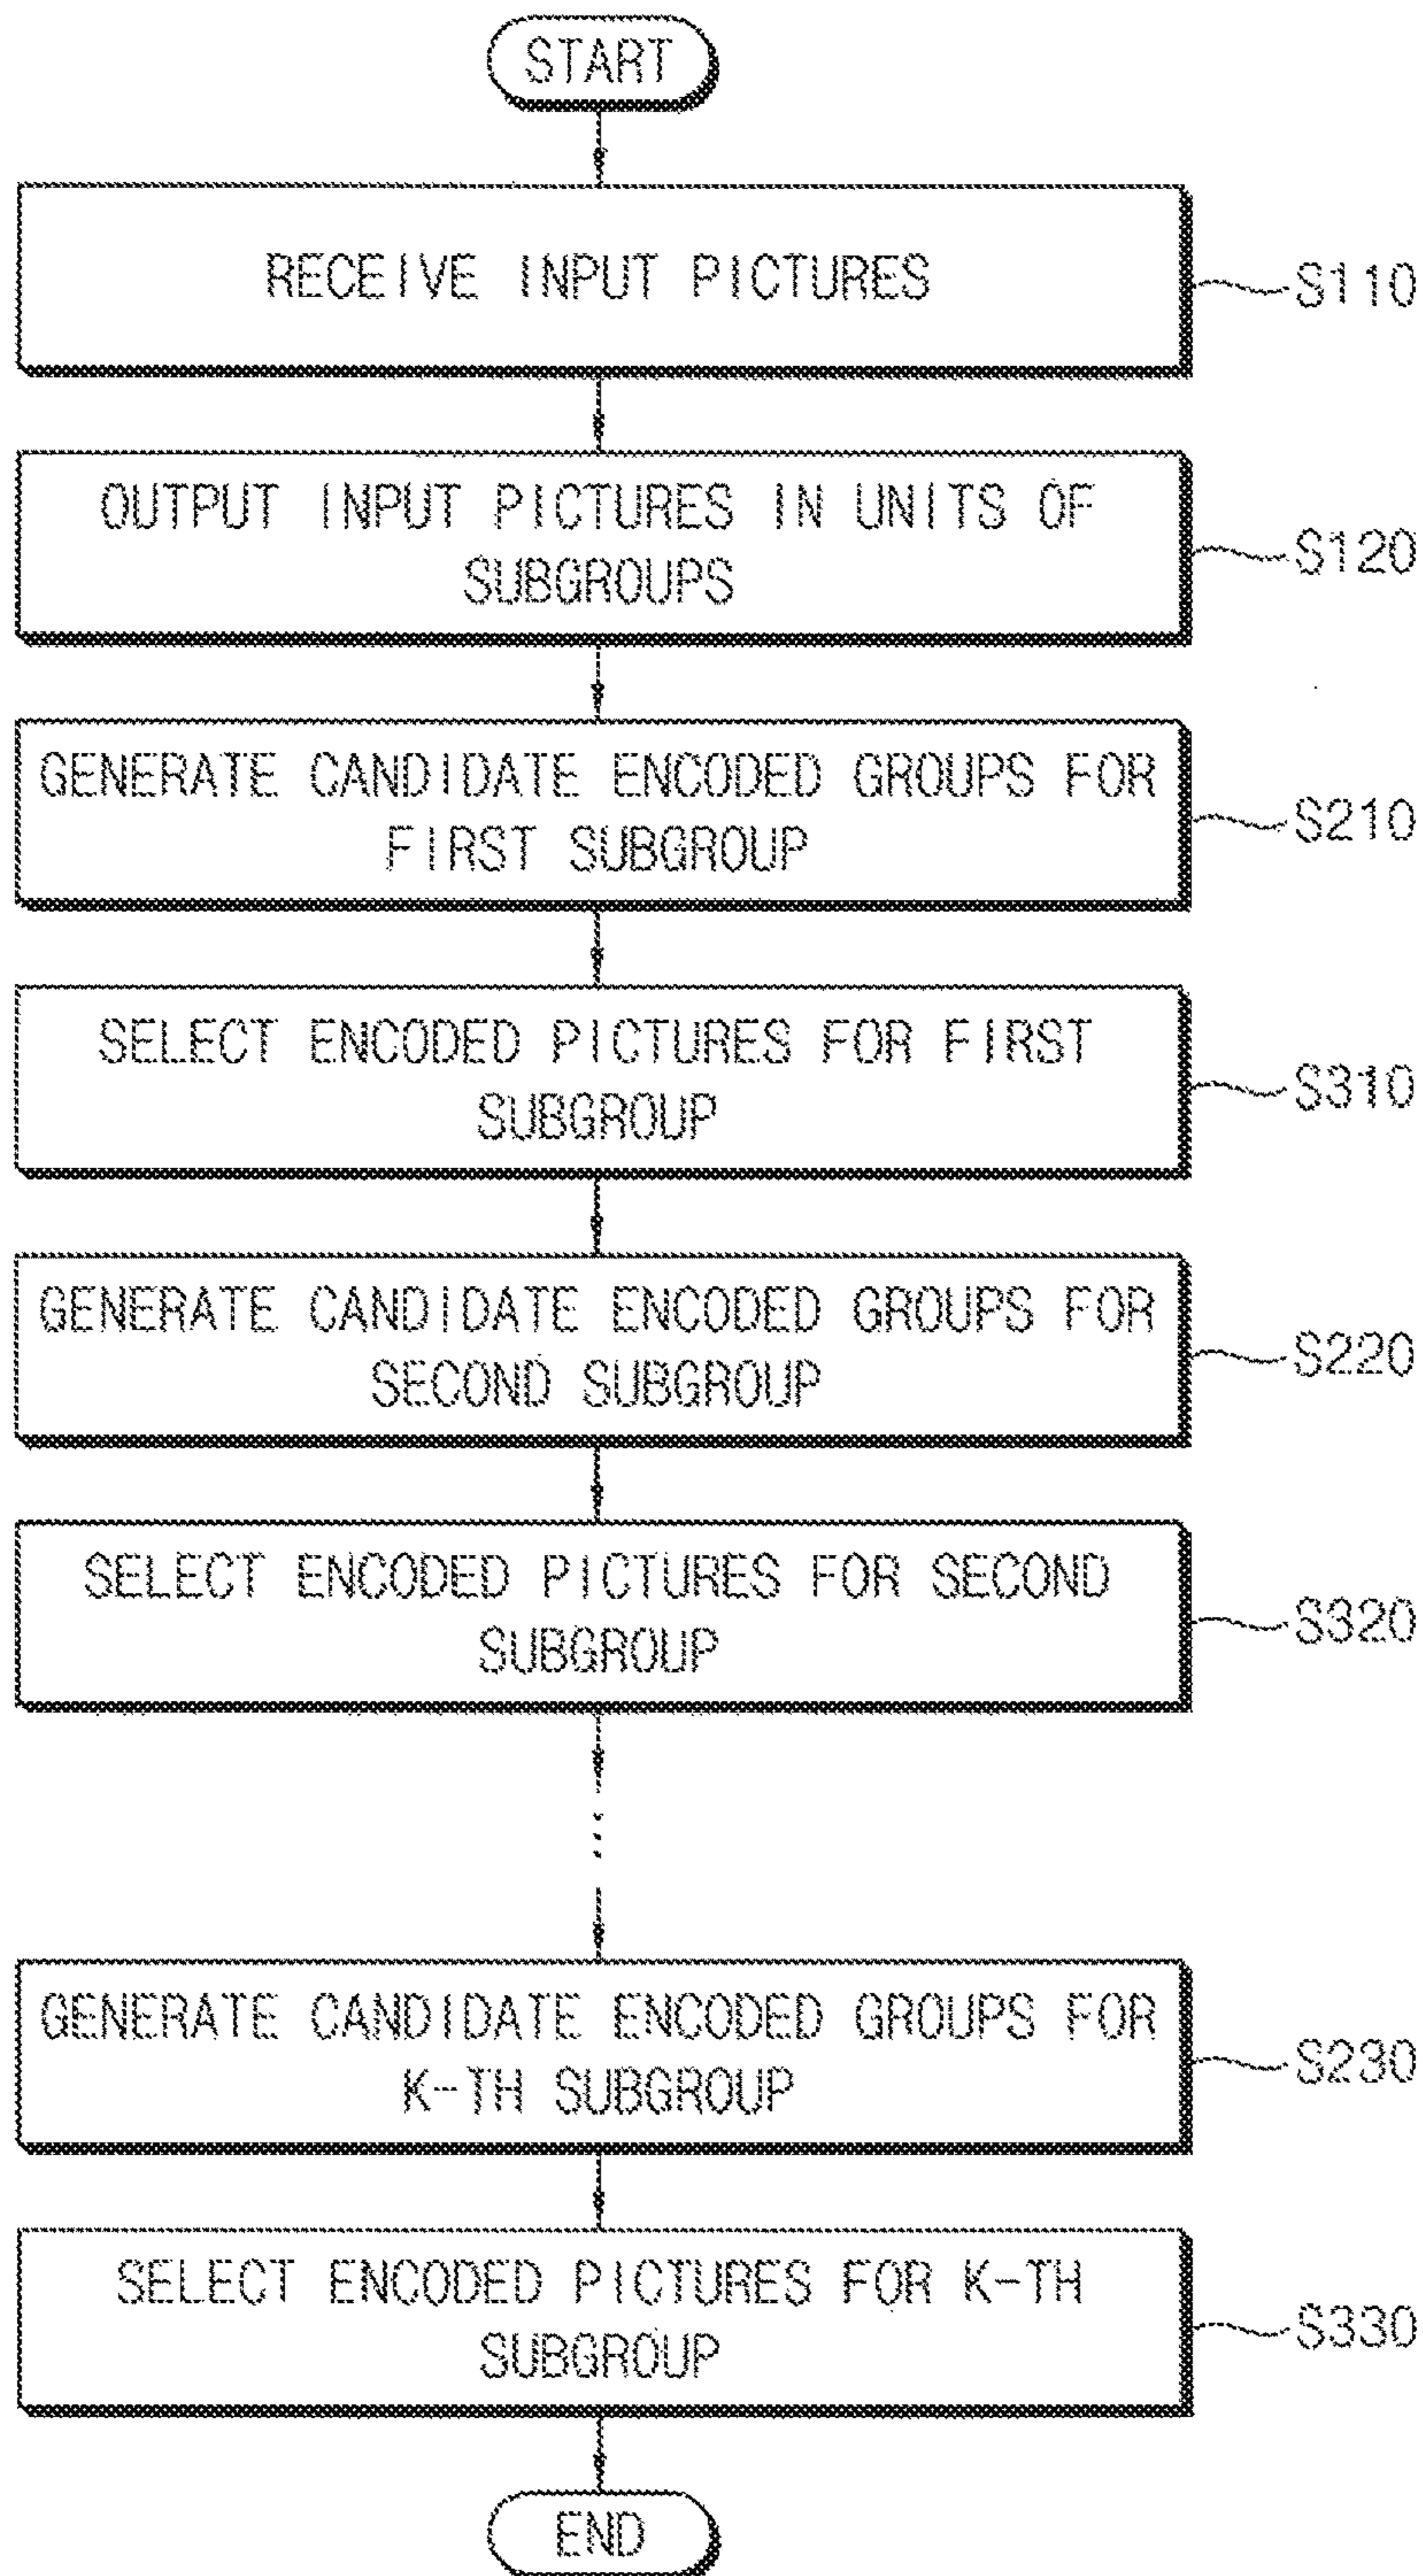 START
RECEIVE INPUT PICTURES
S110
OUTPUT INPUT PICTURES IN UNITS OF
SUBGROUPS
S120
GENERATE CANDIDATE ENCODED GROUPS FOR
FIRST SUBGROUP
S210
SELECT ENCODED PICTURES FOR FIRST
SUBGROUP
S310
GENERATE CANDIDATE ENCODED GROUPS FOR
SECOND SUBGROUP
S220
SELECT ENCODED PICTURES FOR SECOND
SUBGROUP
S320
GENERATE CANDIDATE ENCODED GROUPS FOR
K-TH SUBGROUP
S230
SELECT ENCODED PICTURES FOR K-TH
SUBGROUP
S330
END